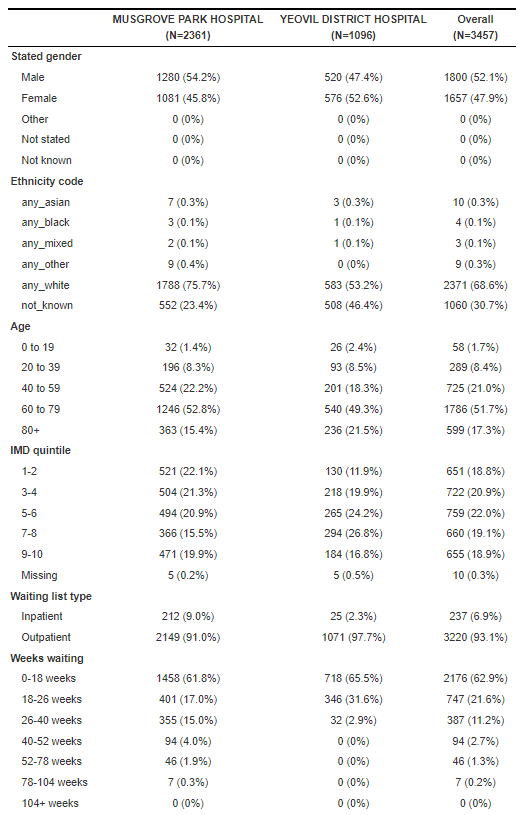 MUSGROVE PARK HOSPITAL YEOVIL DISTRICT HOSPITAL Overall
(N=2361) (N=1096) (N=3457)
Stated gender
Male 1280 (54.2%) 520 (47.4%) 1800 (52.1%)
Female 1081 (45.8%) 576 (52.6%) 1657 (47.9%)
Other 0 (0%) 0 (0%) 0 (0%)
Not stated 0 (0%) 0 (0%) 0 (0%)
Not known 0 (0%) 0 (0%) 0 (0%)
Ethnicity code
any_asian 7 (0.3%) 3 (0.3%) 10 (0.3%)
any_black 3 (0.1%) 1 (0.1%) 4 (0.1%)
any_mixed 2 (0.1%) 1 (0.1%) 3 (0.1%)
any_other 9 (0.4%) 0 (0%) 9 (0.3%)
any_white 1788 (75.7%) 583 (53.2%) 2371 (68.6%)
not_known 552 (23.4%) 508 (46.4%) 1060 (30.7%)
Age
0 to 19 32 (1.4%) 26 (2.4%) 58 (1.7%)
20 to 39 196 (8.3%) 93 (8.5%) 289 (8.4%)
40 to 59 524 (22.2%) 201 (18.3%) 725 (21.0%)
60 to 79 1246 (52.8%) 540 (49.3%) 1786 (51.7%)
80+ 363 (15.4%) 236 (21.5%) 599 (17.3%)
IMD quintile
1-2 521 (22.1%) 130 (11.9%) 651 (18.8%)
3-4 504 (21.3%) 218 (19.9%) 722 (20.9%)
5-6 494 (20.9%) 265 (24.2%) 759 (22.0%)
7-8 366 (15.5%) 294 (26.8%) 660 (19.1%)
9-10 471 (19.9%) 184 (16.8%) 655 (18.9%)
Missing 5 (0.2%) 5 (0.5%) 10 (0.3%)
Waiting list type
Inpatient 212 (9.0%) 25 (2.3%) 237 (6.9%)
Outpatient 2149 (91.0%) 1071 (97.7%) 3220 (93.1%)
Weeks waiting
0-18 weeks 1458 (61.8%) 718 (65.5%) 2176 (62.9%)
18-26 weeks 401 (17.0%) 346 (31.6%) 747 (21.6%)
26-40 weeks 355 (15.0%) 32 (2.9%) 387 (11.2%)
40-52 weeks 94 (4.0%) 0 (0%) 94 (2.7%)
52-78 weeks 46 (1.9%) 0 (0%) 46 (1.3%)
78-104 weeks 7 (0.3%) 0 (0%) 7 (0.2%)
104+ weeks 0 (0%) 0 (0%) 0 (0%)